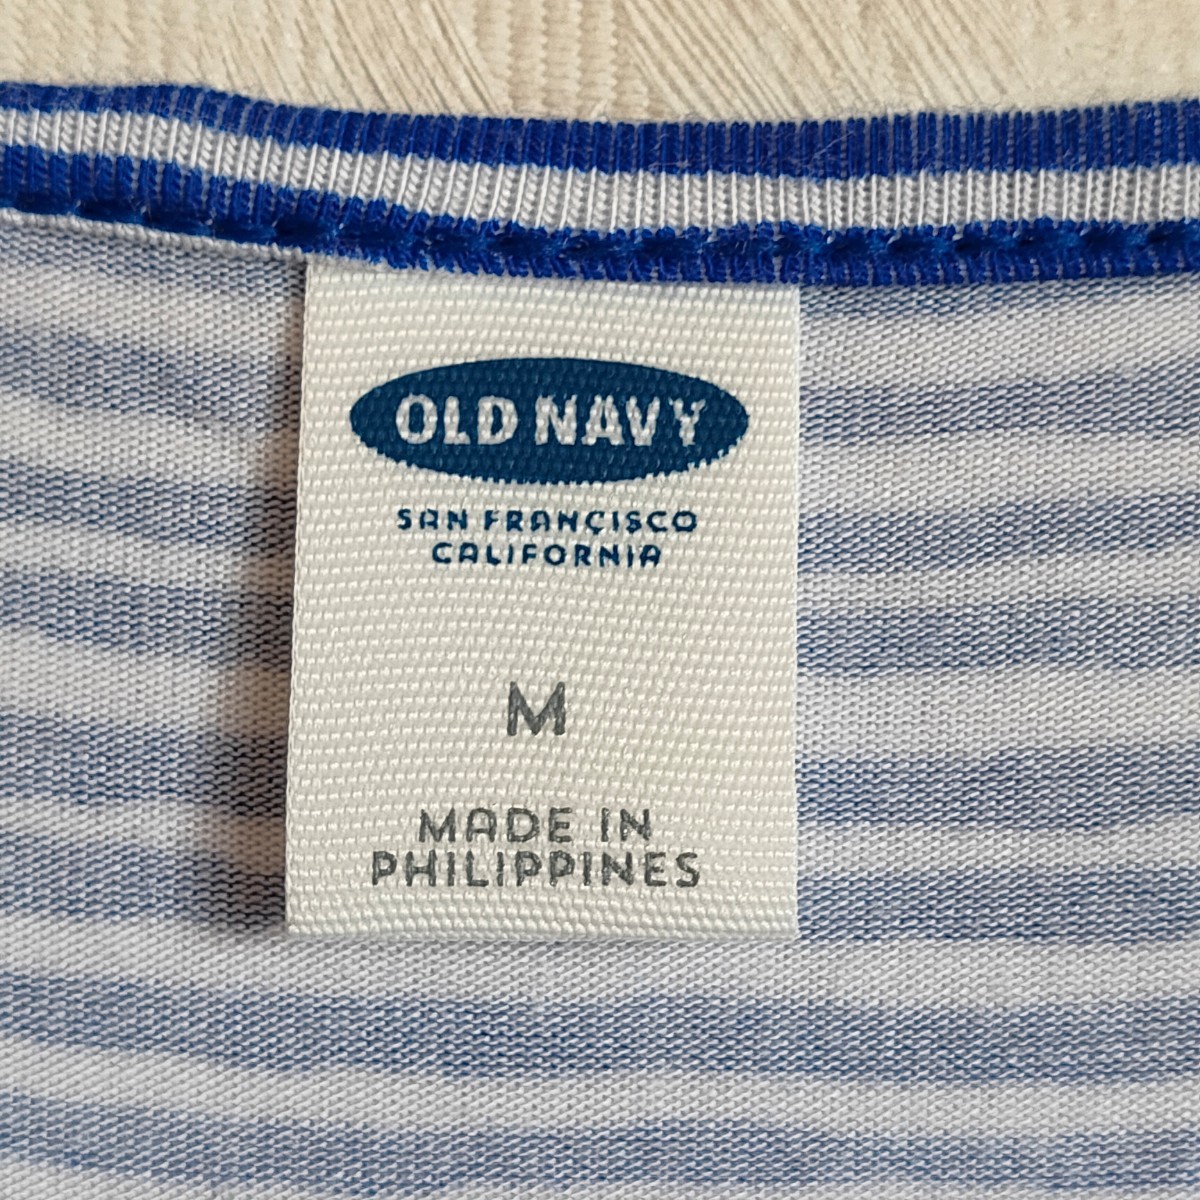 OLD NAVY
SAN FRANCISCO
CALIFORNIA
M
MADE IN
PHILIPPINES